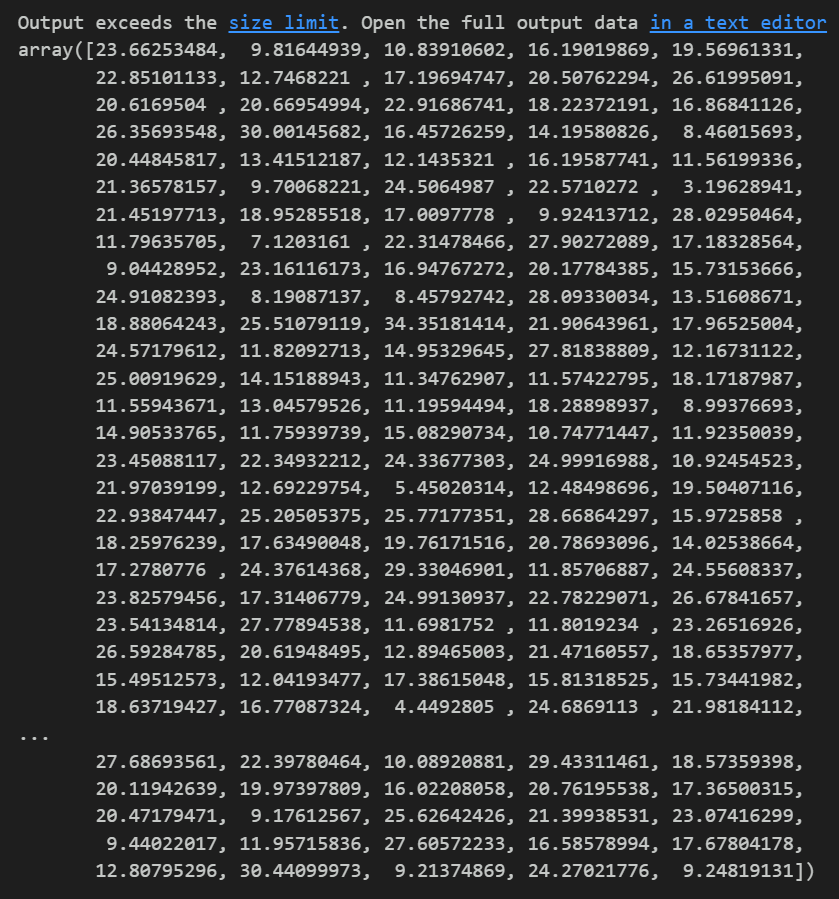 Output exceeds the size limit. Open the full output data in a text editor
array([23.66253484,  9.81644939, 10.83910602, 16.19019869, 19.56961331,
       22.85101133, 12.7468221 , 17.19694747, 20.50762294, 26.61995091,
       20.6169504 , 20.66954994, 22.91686741, 18.22372191, 16.86841126,
       26.35693548, 30.00145682, 16.45726259, 14.19580826,  8.46015693,
       20.44845817, 13.41512187, 12.1435321 , 16.19587741, 11.56199336,
       21.36578157,  9.70068221, 24.5064987 , 22.5710272 ,  3.19628941,
       21.45197713, 18.95285518, 17.0097778 ,  9.92413712, 28.02950464,
       11.79635705,  7.1203161 , 22.31478466, 27.90272089, 17.18328564,
        9.04428952, 23.16116173, 16.94767272, 20.17784385, 15.73153666,
       24.91082393,  8.19087137,  8.45792742, 28.09330034, 13.51608671,
       18.88064243, 25.51079119, 34.35181414, 21.90643961, 17.96525004,
       24.57179612, 11.82092713, 14.95329645, 27.81838809, 12.16731122,
       25.00919629, 14.15188943, 11.34762907, 11.57422795, 18.17187987,
       11.55943671, 13.04579526, 11.19594494, 18.28898937,  8.99376693,
       14.90533765, 11.75939739, 15.08290734, 10.74771447, 11.92350039,
       23.45088117, 22.34932212, 24.33677303, 24.99916988, 10.92454523,
       21.97039199, 12.69229754,  5.45020314, 12.48498696, 19.50407116,
       22.93847447, 25.20505375, 25.77177351, 28.66864297, 15.9725858 ,
       18.25976239, 17.63490048, 19.76171516, 20.78693096, 14.02538664,
       17.2780776 , 24.37614368, 29.33046901, 11.85706887, 24.55608337,
       23.82579456, 17.31406779, 24.99130937, 22.78229071, 26.67841657,
       23.54134814, 27.77894538, 11.6981752 , 11.8019234 , 23.26516926,
       26.59284785, 20.61948495, 12.89465003, 21.47160557, 18.65357977,
       15.49512573, 12.04193477, 17.38615048, 15.81318525, 15.73441982,
       18.63719427, 16.77087324,  4.4492805 , 24.6869113 , 21.98184112,
...
       27.68693561, 22.39780464, 10.08920881, 29.43311461, 18.57359398,
       20.11942639, 19.97397809, 16.02208058, 20.76195538, 17.36500315,
       20.47179471,  9.17612567, 25.62642426, 21.39938531, 23.07416299,
        9.44022017, 11.95715836, 27.60572233, 16.58578994, 17.67804178,
       12.80795296, 30.44099973,  9.21374869, 24.27021776,  9.24819131])